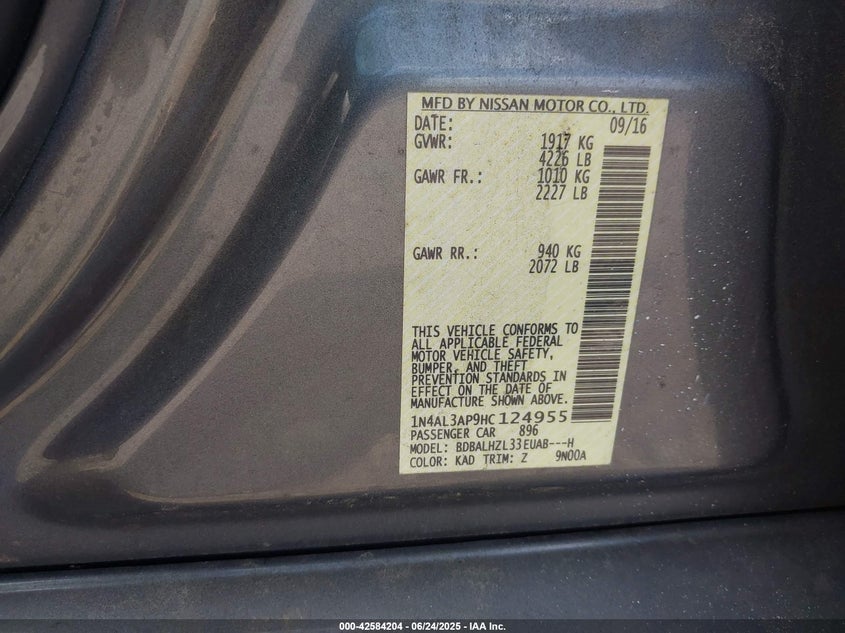 MFD BY NISSAN MOTOR CO., LTD.
DATE: 09/16
GVWR: 1917 KG
4226 LB
GAWR FR.: 1010 KG
2227 LB
GAWR RR.: 940 KG
2072 LB
THIS VEHICLE CONFORMS TO
ALL APPLICABLE FEDERAL
MOTOR VEHICLE SAFETY,
BUMPER, AND THEFT
PREVENTION STANDARDS IN
EFFECT ON THE DATE OF
MANUFACTURE SHOWN ABOVE.
1N4AL3AP9HC 124955
PASSENGER CAR 896
MODEL: BDBALHZL33EUAB---H
COLOR: KAD TRIM: Z 9N00A
000-42584204 - 06/24/2025 - IAA Inc.